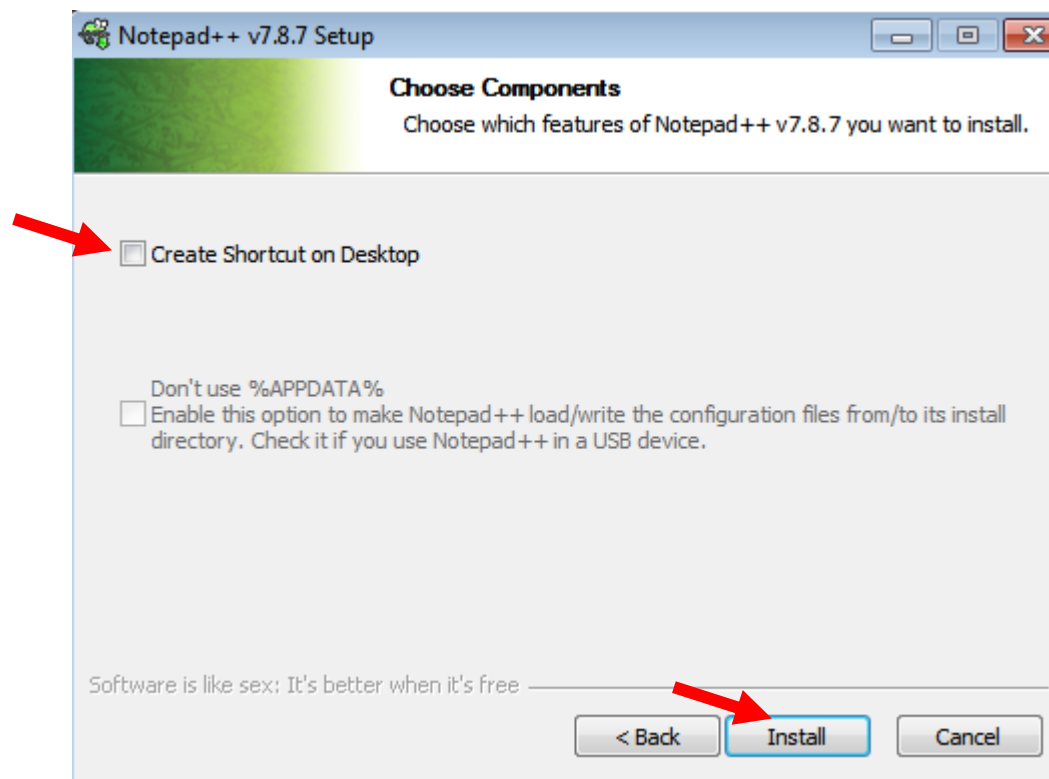 Notepad++ v7.8.7 Setup
Choose Components
Choose which features of Notepad++ v7.8.7 you want to install.
Create Shortcut on Desktop
Don't use %APPDATA%
Enable this option to make Notepad++ load/write the configuration files from/to its install
directory. Check it if you use Notepad++ in a USB device.
Software is like sex: It's better when it's free
< Back Install Cancel